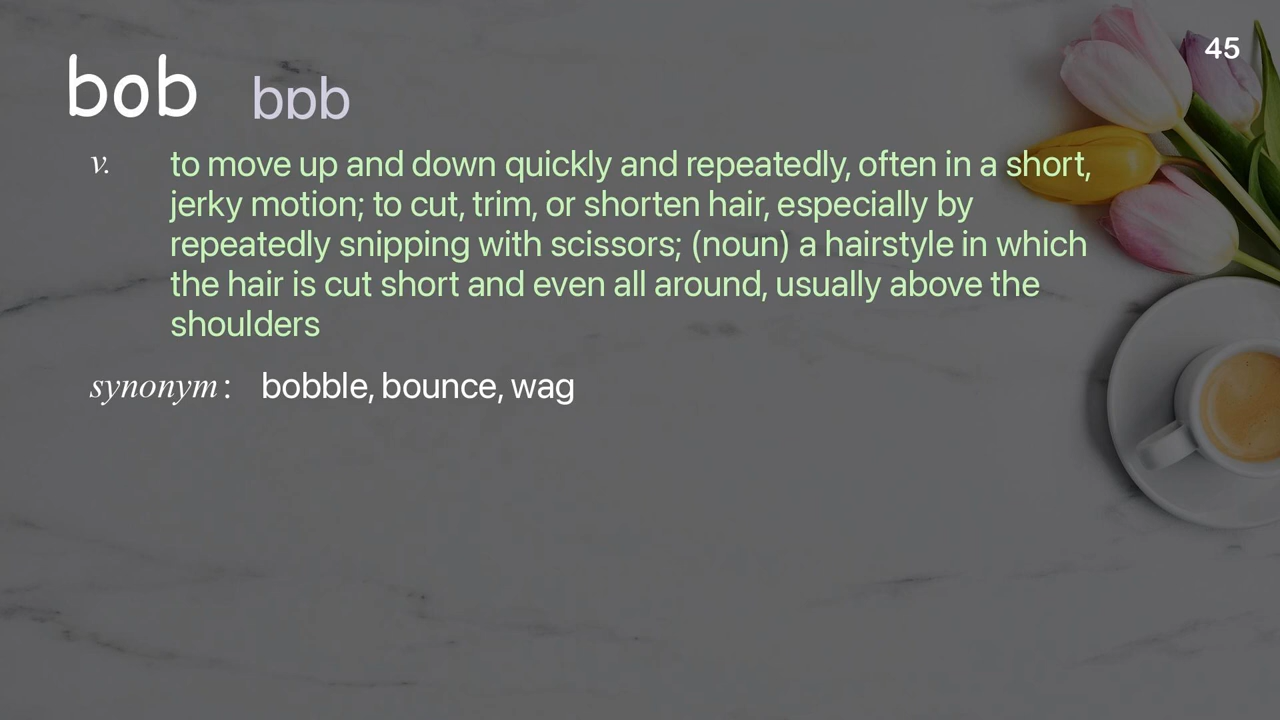 45
bob bɒb
v. to move up and down quickly and repeatedly, often in a short,
jerky motion; to cut, trim, or shorten hair, especially by
repeatedly snipping with scissors; (noun) a hairstyle in which
the hair is cut short and even all around, usually above the
shoulders
synonym: bobble, bounce, wag